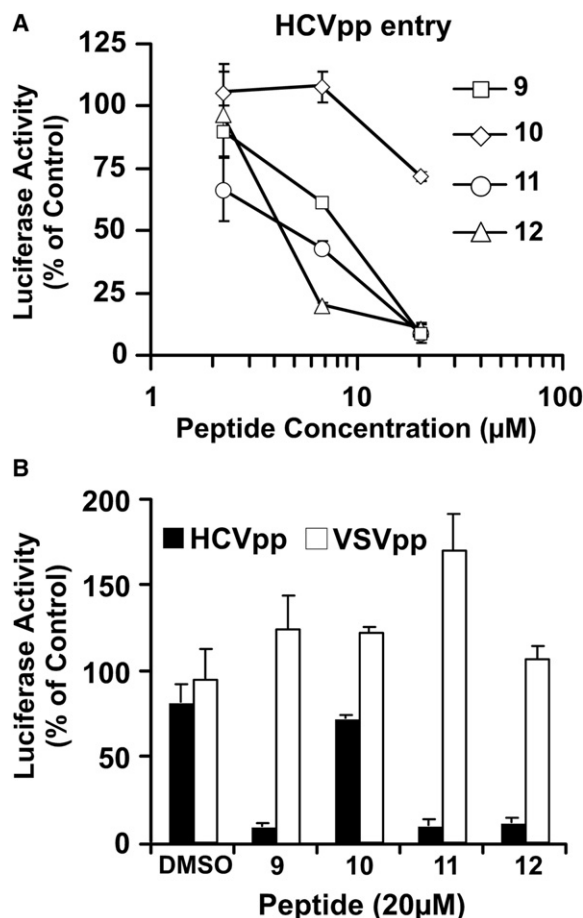 A
HCVpp entry
Luciferase Activity
(% of Control)
125
100
75
50
25
0
9
10
11
12
1
10
100
Peptide Concentration (µM)
B
Luciferase Activity
(% of Control)
200
150
100
50
0
HCVpp
VSVpp
DMSO
9
10
11
12
Peptide (20µM)